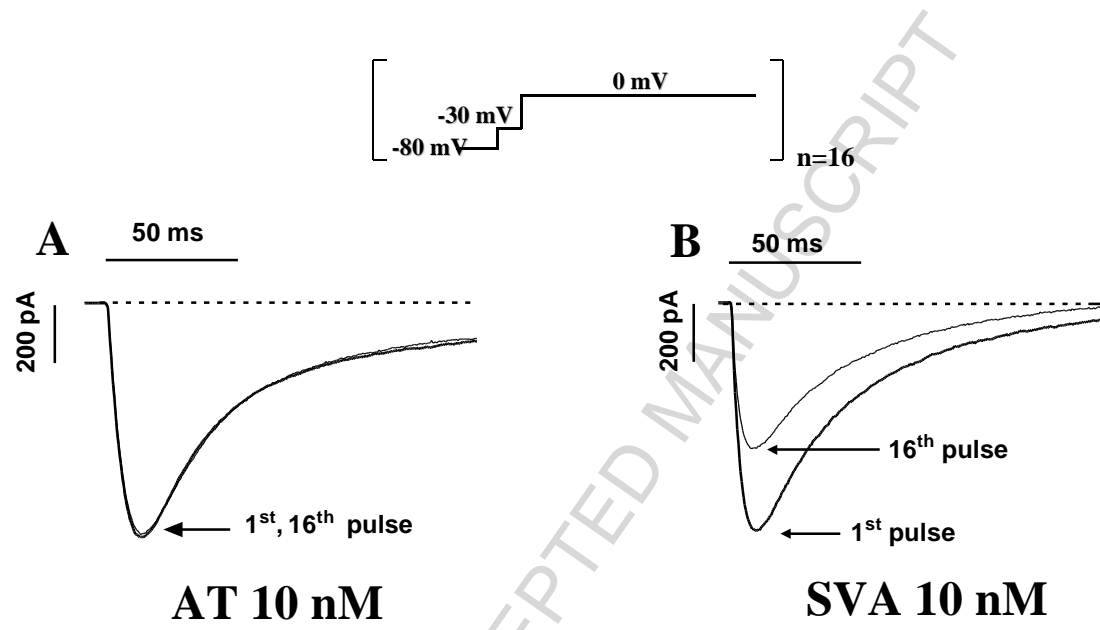 0 mV
-30 mV
-80 mV
n=16
A
50 ms
B
50 ms
200 pA
200 pA
1st, 16th pulse
16th pulse
1st pulse
AT 10 nM
SVA 10 nM
EPTED MANUSCRIPT